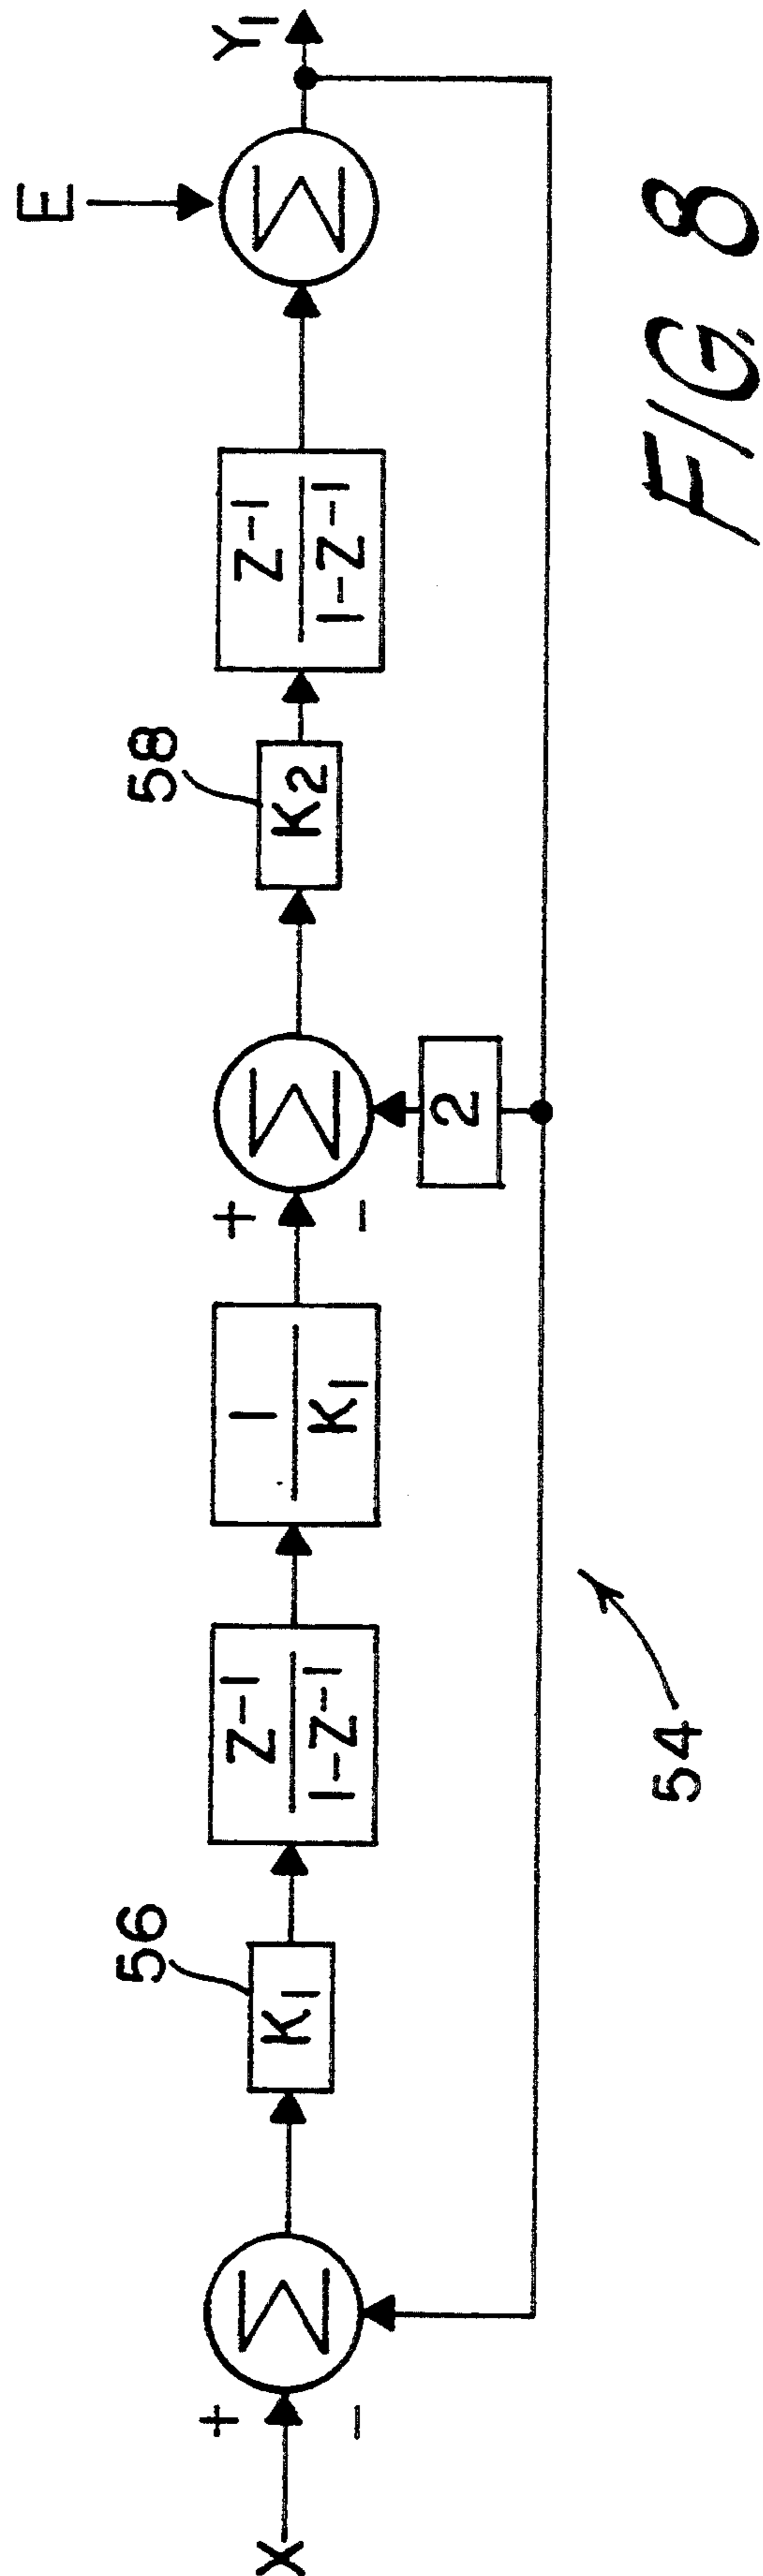 E
58
56
X
+
-
Σ
K1
Z-1
1-Z-1
1
K1
+
-
Σ
2
K2
Z-1
1-Z-1
Σ
Y1
54
FIG. 8